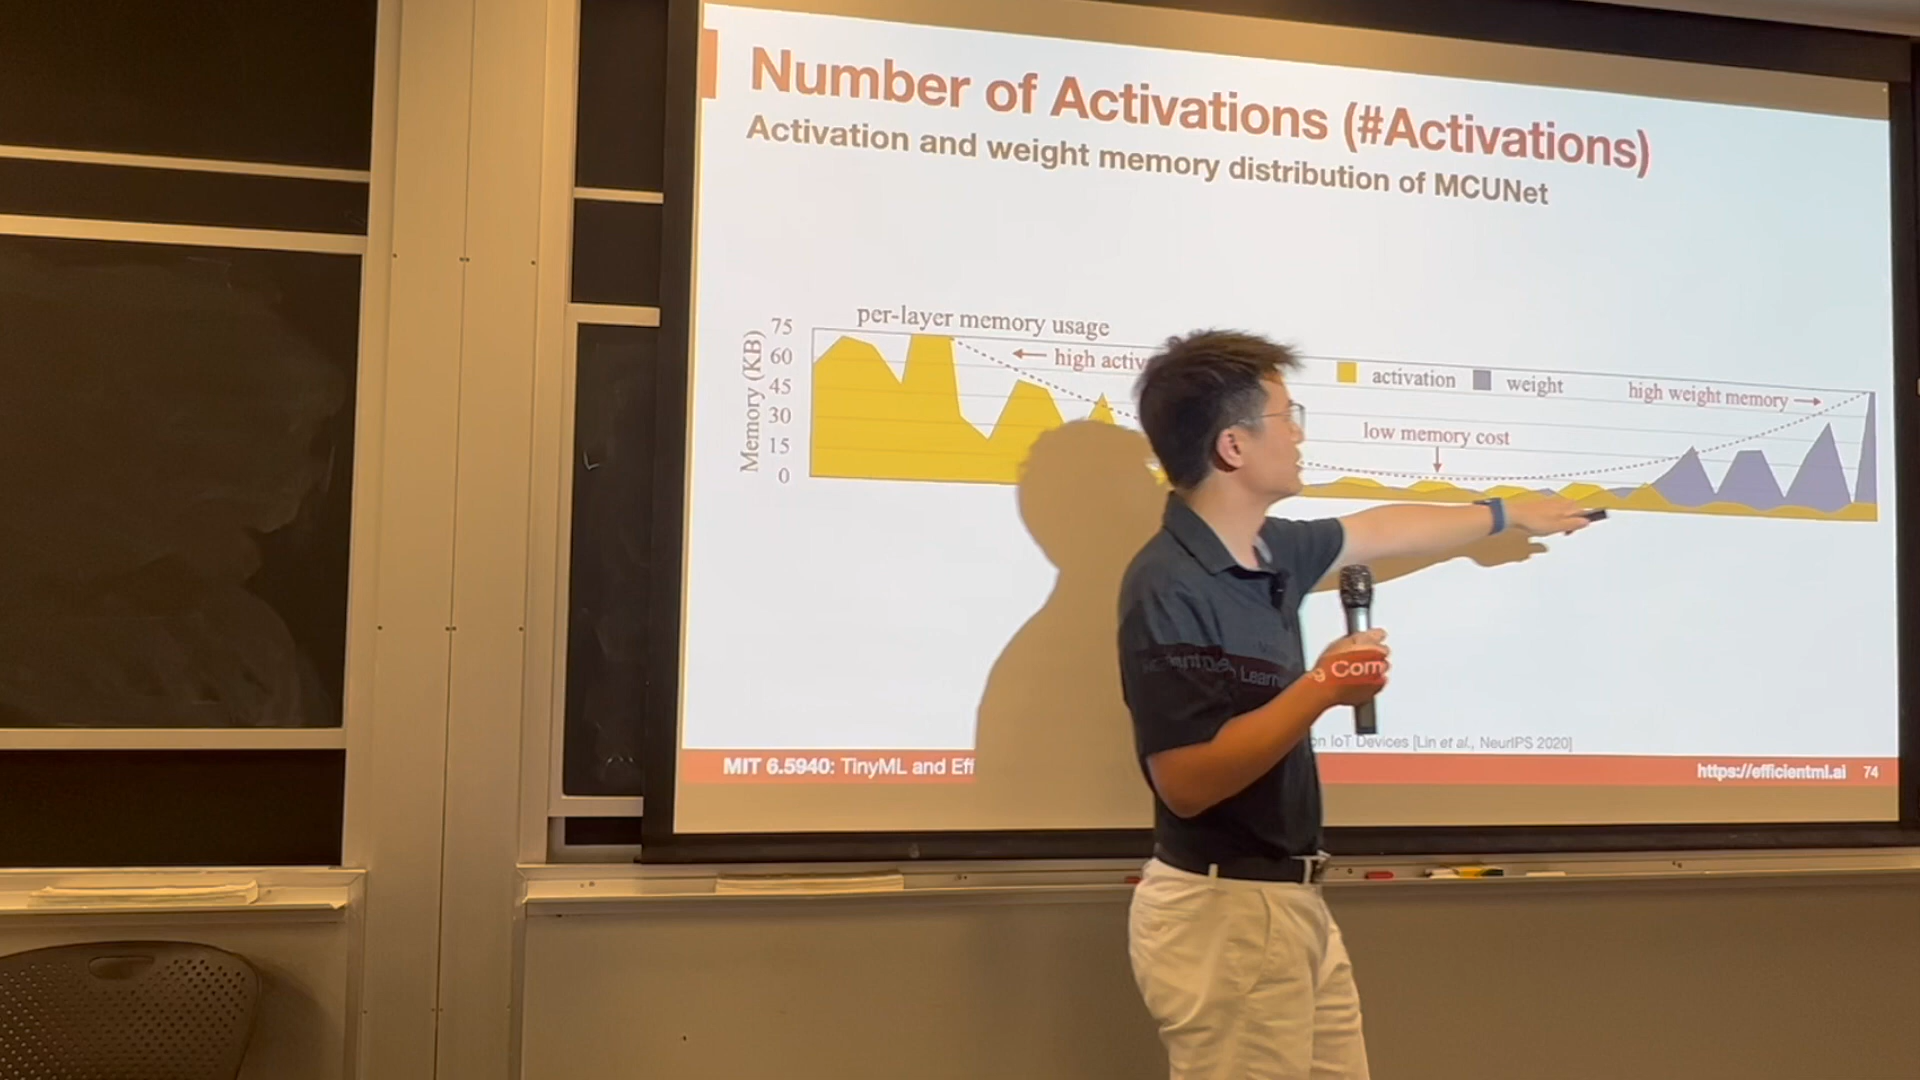 Number of Activations (#Activations)
Activation and weight memory distribution of MCUNet
per-layer memory usage
Memory (KB)
75
60
45
30
15
0
← high
activation
weight
high weight memory →
low memory cost
Learn
on IoT Devices [Lin et al., NeurIPS 2020]
MIT 6.5940: TinyML and
https://efficientml.ai 74